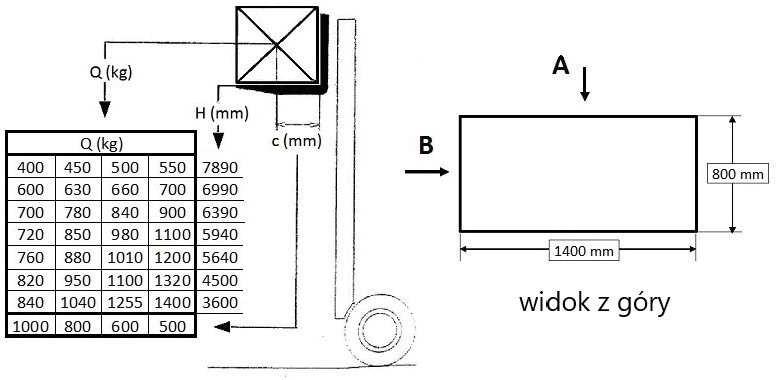 Q (kg)
H (mm)
c (mm)
Q (kg)
400 450 500 550 7890
600 630 660 700 6990
700 780 840 900 6390
720 850 980 1100 5940
760 880 1010 1200 5640
820 950 1100 1320 4500
840 1040 1255 1400 3600
1000 800 600 500
A
B
800 mm
1400 mm
widok z góry